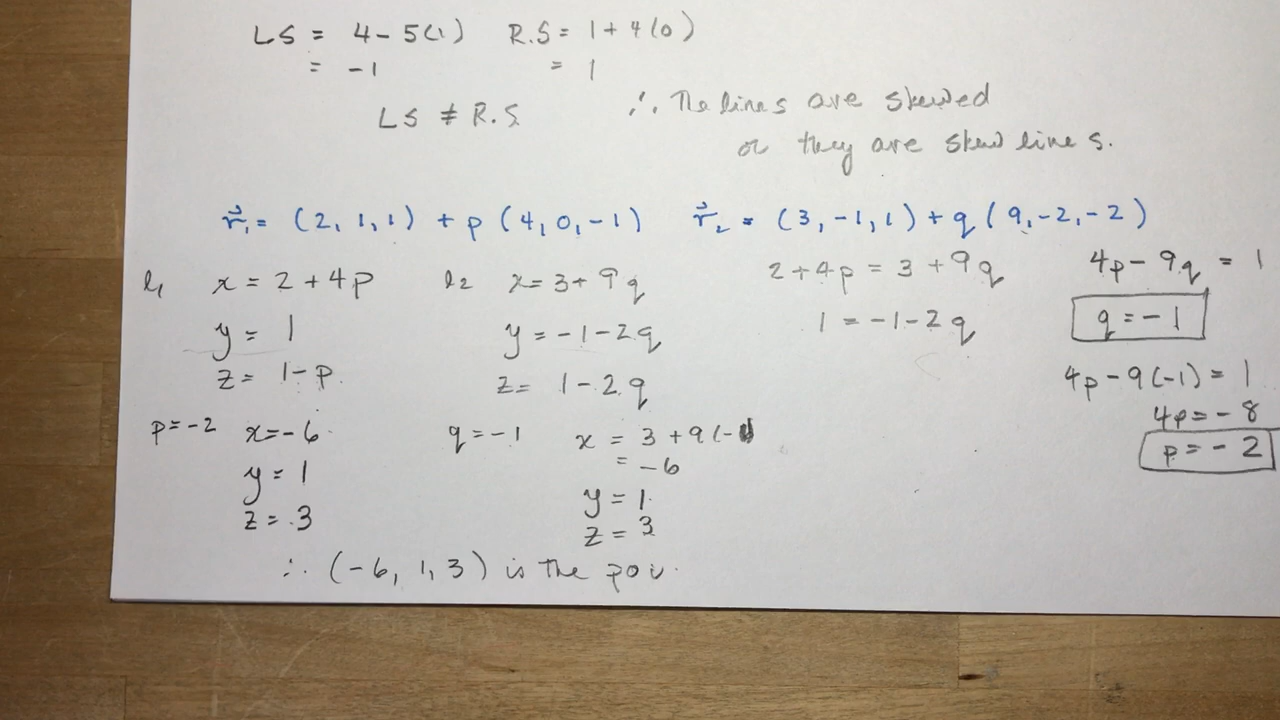 LS = 4 - 5(1) R.S = 1 + 4(0)
= -1 = 1
LS ≠ R.S
∴ The lines are skewed
or they are skew lines.
r⃗₁ = (2, 1, 1) + p (4, 0, -1) r⃗₂ = (3, -1, 1) + q (9, -2, -2)
l₁ x = 2 + 4p l₂ x = 3 + 9q 2 + 4p = 3 + 9q 4p - 9q = 1
y = 1 y = -1 - 2q 1 = -1 - 2q q = -1
z = 1 - p z = 1 - 2q 4p - 9(-1) = 1
4p = -8
p = -2 x = -6 q = -1 x = 3 + 9(-1 p = -2
= -6
y = 1 y = 1
z = 3 z = 3
∴ (-6, 1, 3) is the